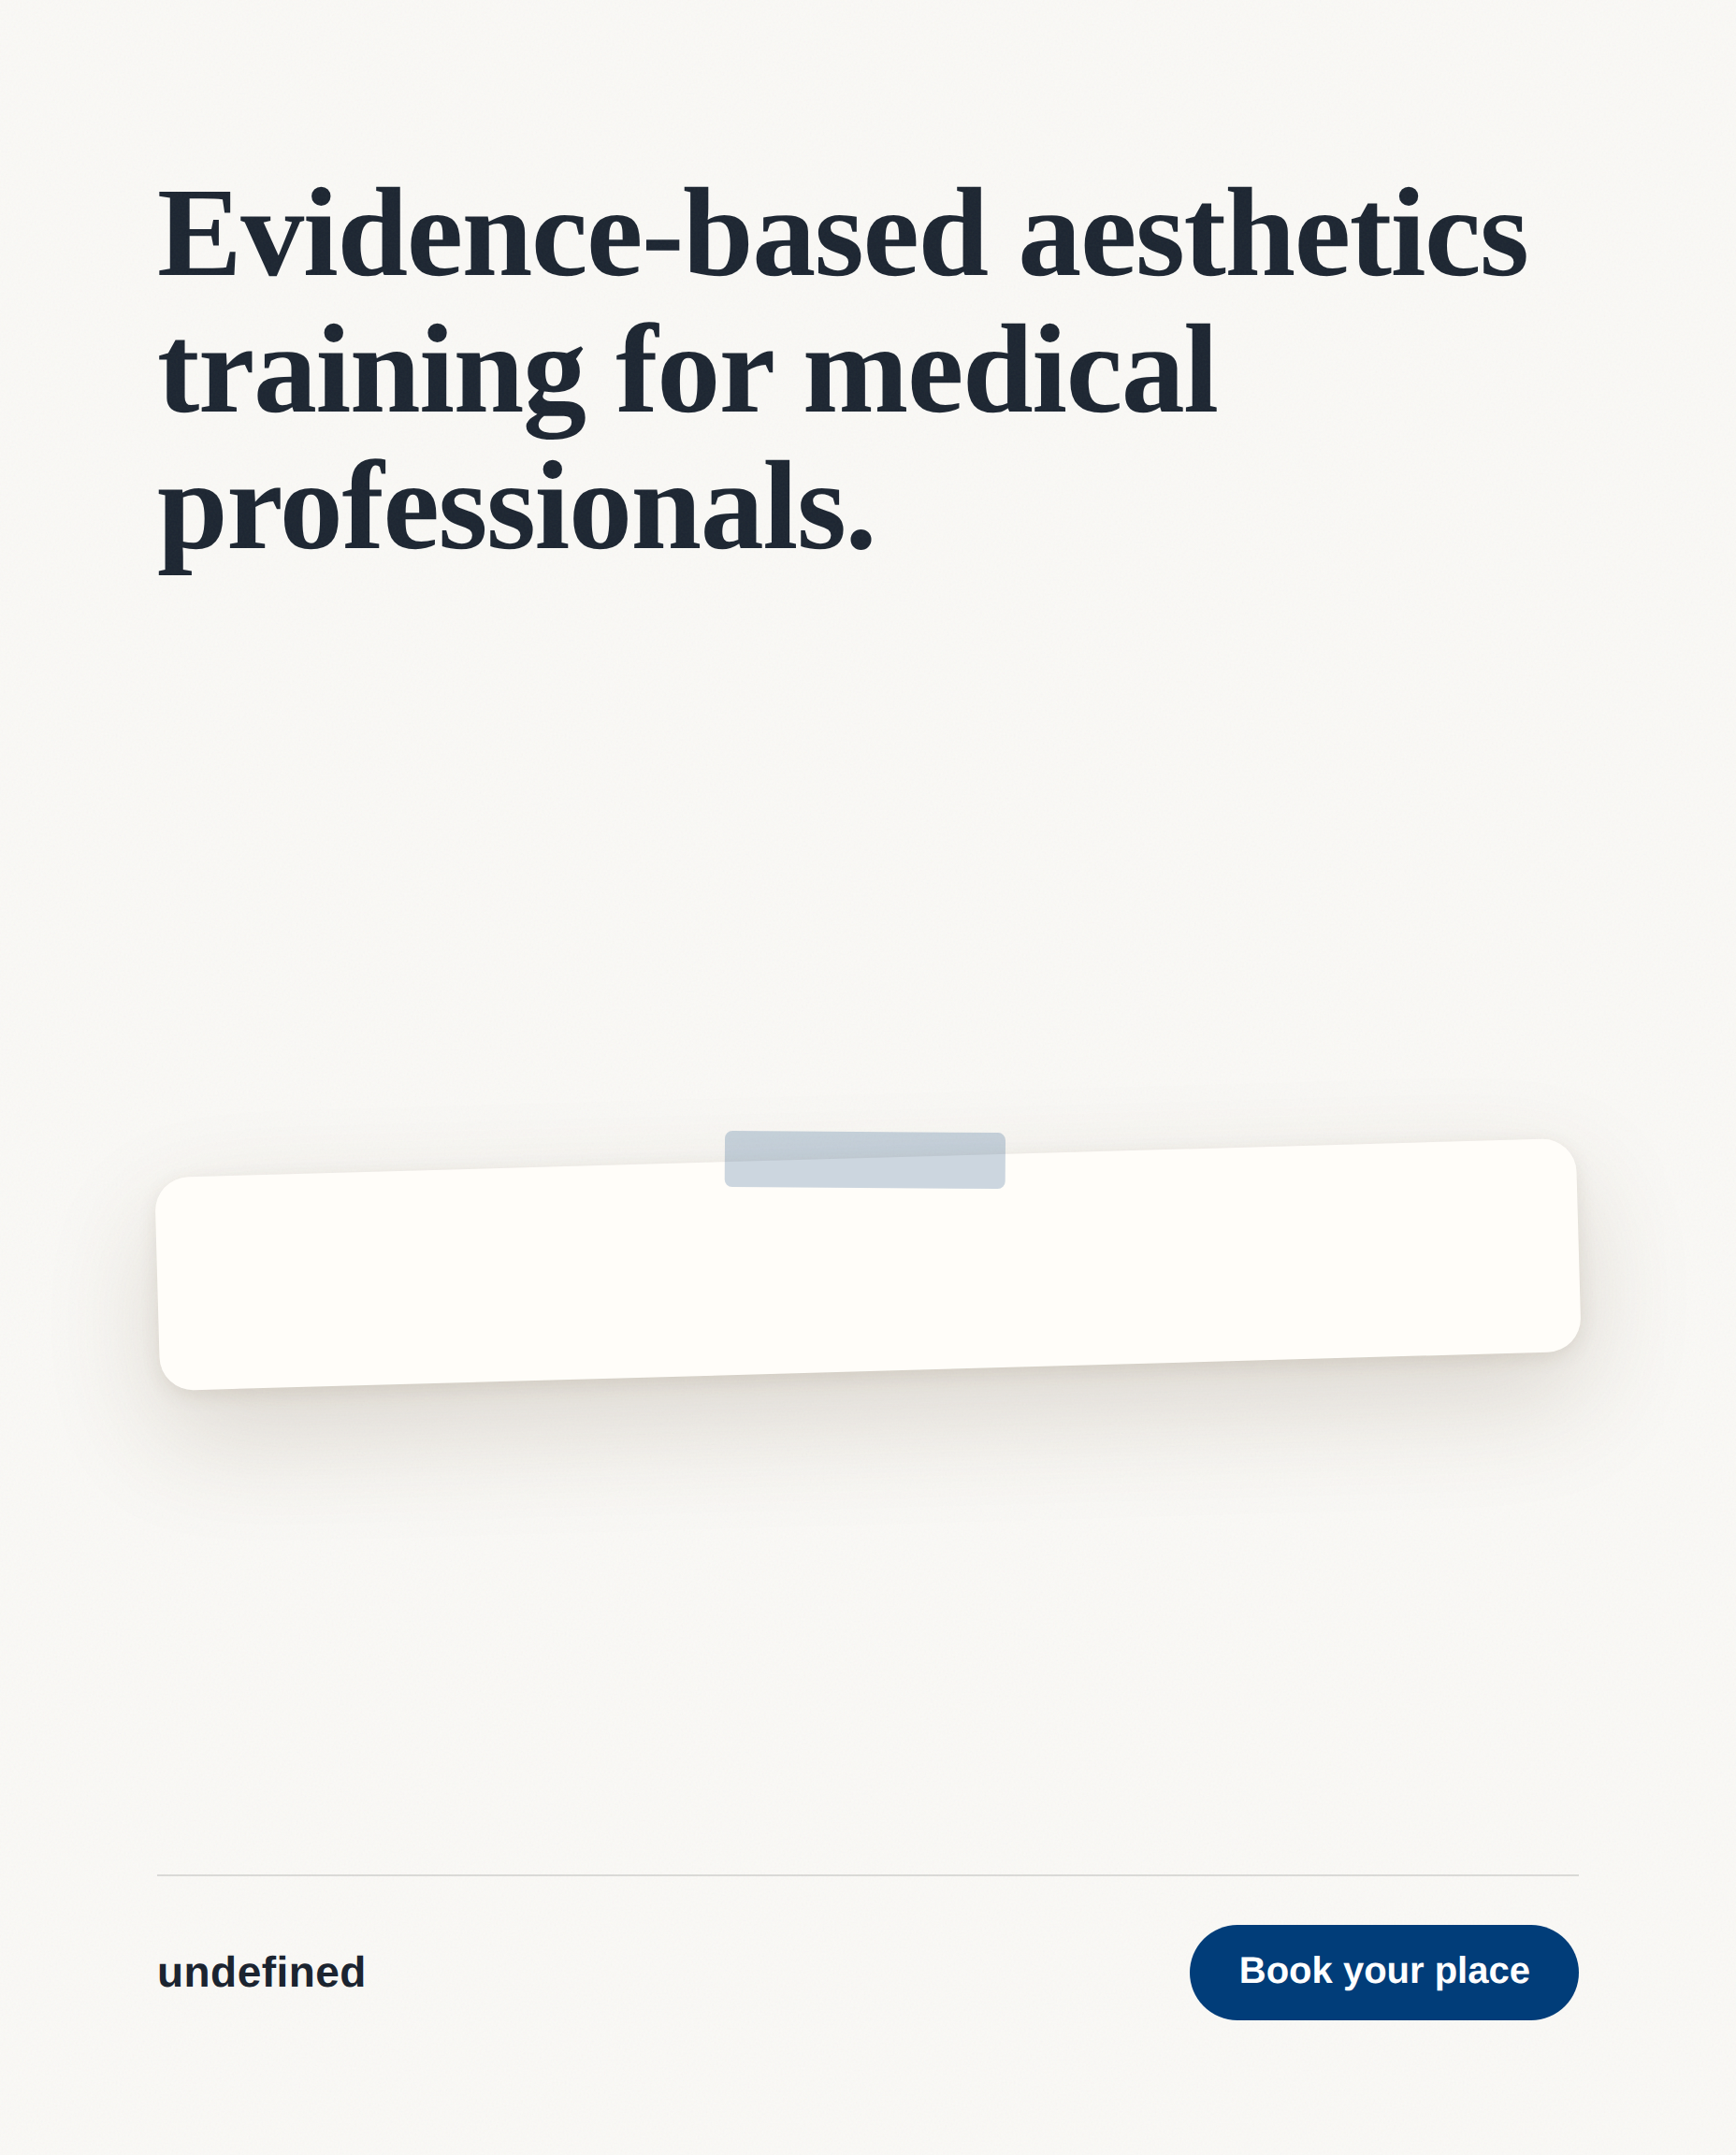 Evidence-based aesthetics
training for medical
professionals.
undefined
Book your place